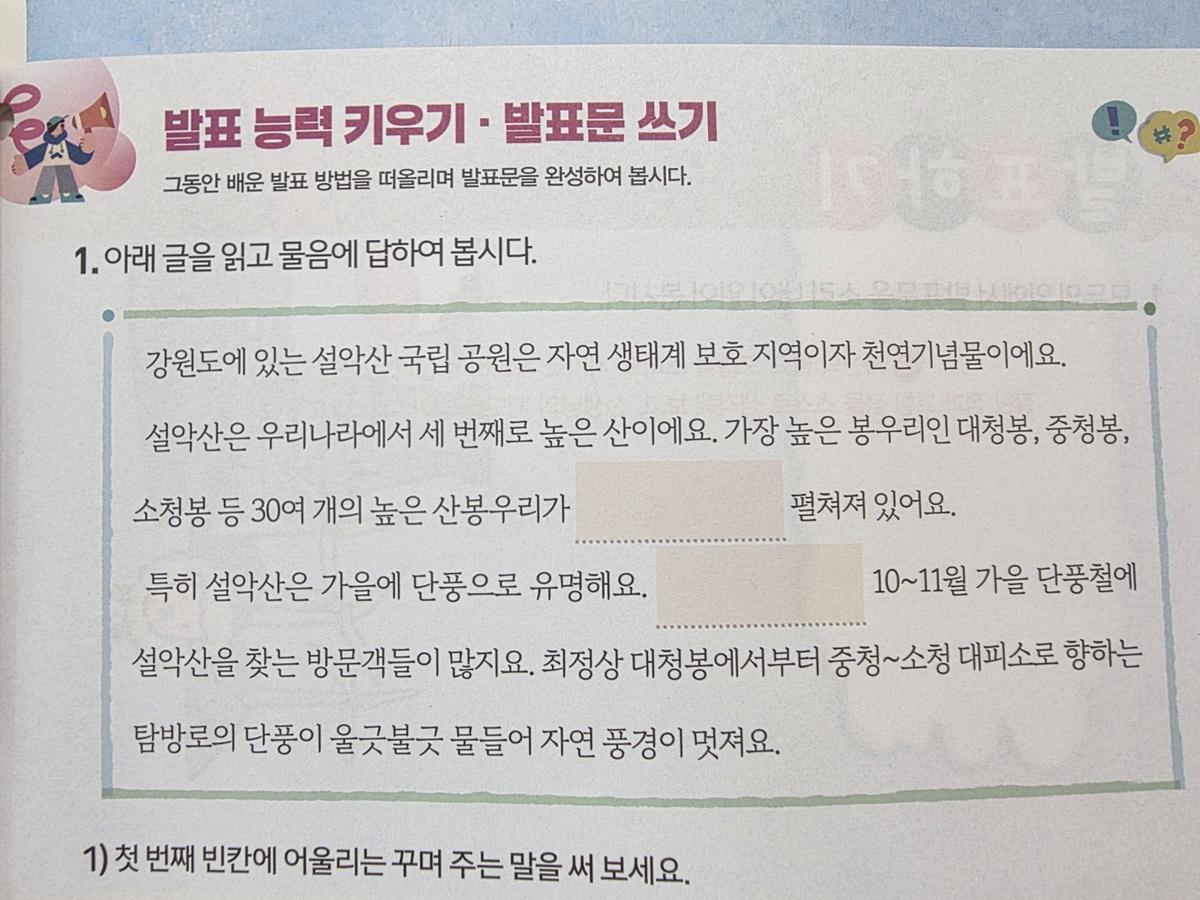 발표 능력 키우기 · 발표문 쓰기
그동안 배운 발표 방법을 떠올리며 발표문을 완성하여 봅시다.
! #?
1. 아래 글을 읽고 물음에 답하여 봅시다.
강원도에 있는 설악산 국립 공원은 자연 생태계 보호 지역이자 천연기념물이에요.
설악산은 우리나라에서 세 번째로 높은 산이에요. 가장 높은 봉우리인 대청봉, 중청봉,
소청봉 등 30여 개의 높은 산봉우리가 펼쳐져 있어요.
특히 설악산은 가을에 단풍으로 유명해요. 10~11월 가을 단풍철에
설악산을 찾는 방문객들이 많지요. 최정상 대청봉에서부터 중청~소청 대피소로 향하는
탐방로의 단풍이 울긋불긋 물들어 자연 풍경이 멋져요.
1) 첫 번째 빈칸에 어울리는 꾸며 주는 말을 써 보세요.